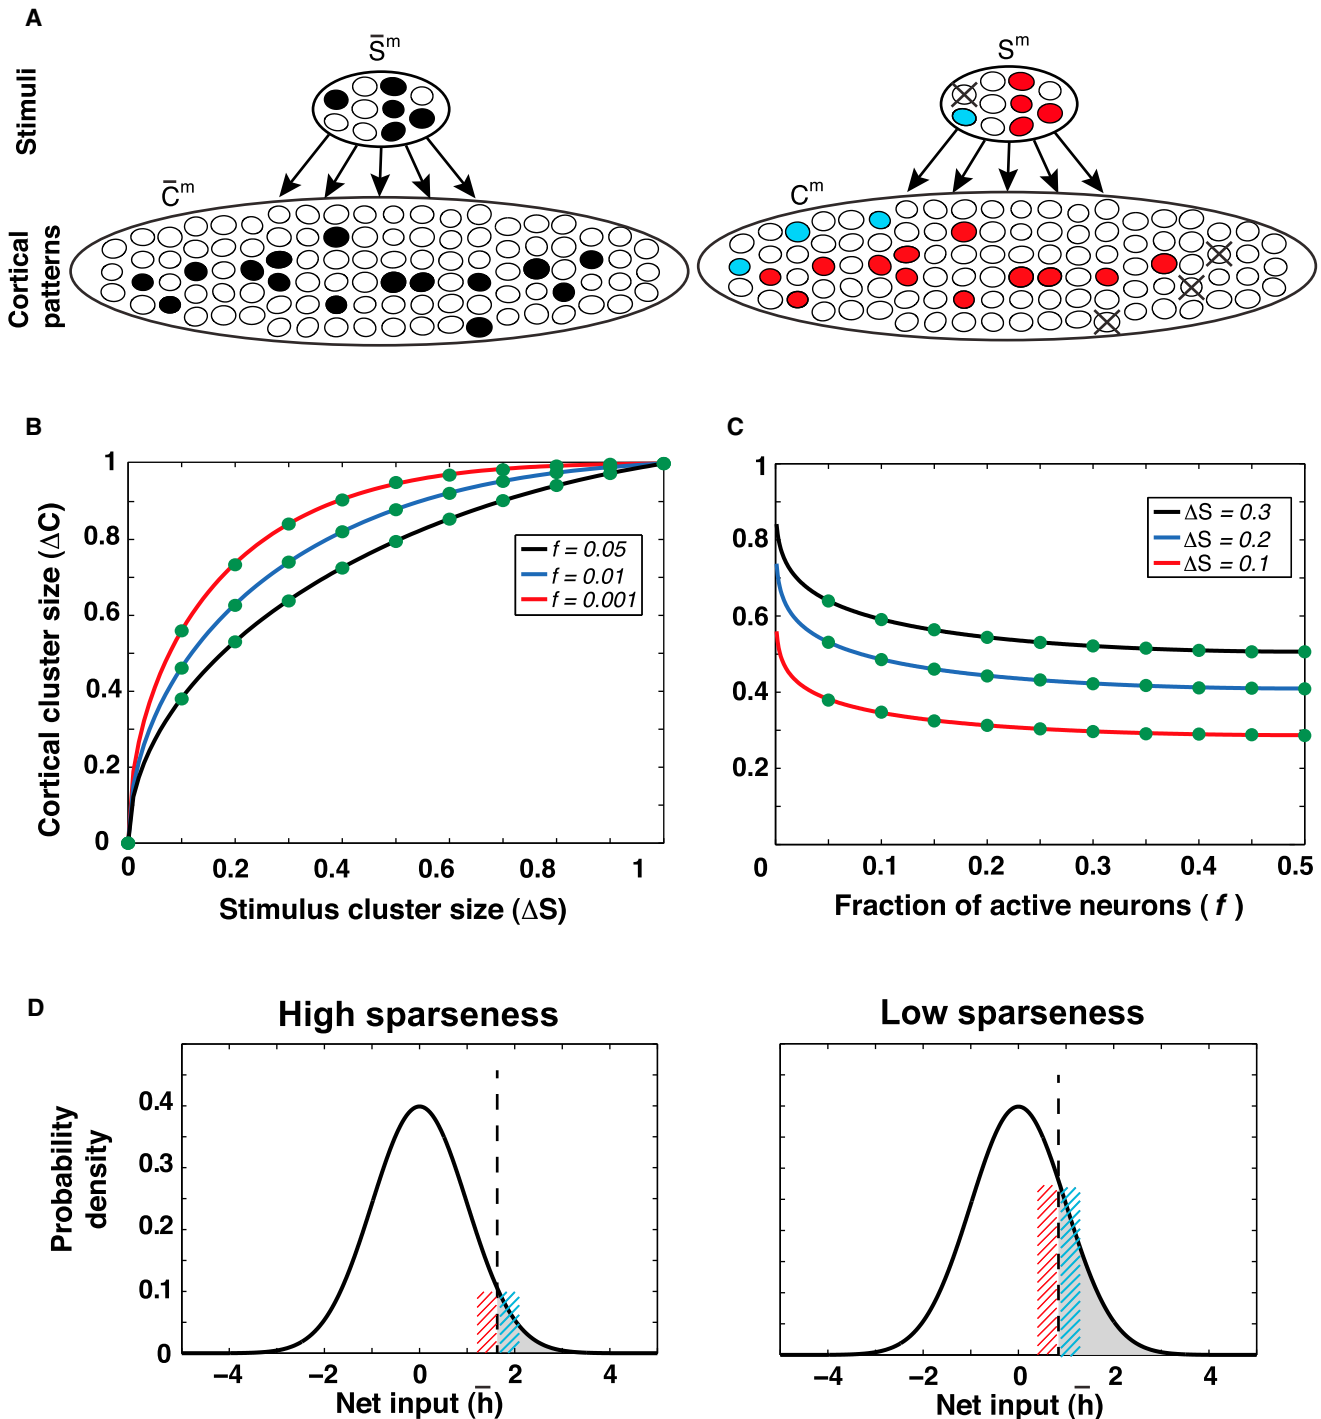 A
S̄ᵐ
Sᵐ
Stimuli
C̄ᵐ
Cᵐ
Cortical
patterns
B
Cortical cluster size (ΔC)
1
0.8
0.6
0.4
0.2
0
f = 0.05
f = 0.01
f = 0.001
0 0.2 0.4 0.6 0.8 1
Stimulus cluster size (ΔS)
C
1
0.8
0.6
0.4
0.2
ΔS = 0.3
ΔS = 0.2
ΔS = 0.1
0 0.1 0.2 0.3 0.4 0.5
Fraction of active neurons ( f )
D
High sparseness
Probability
density
0.4
0.3
0.2
0.1
0
−4 −2 0 2 4
Net input (h̄)
Low sparseness
−4 −2 0 2 4
Net input (h̄)